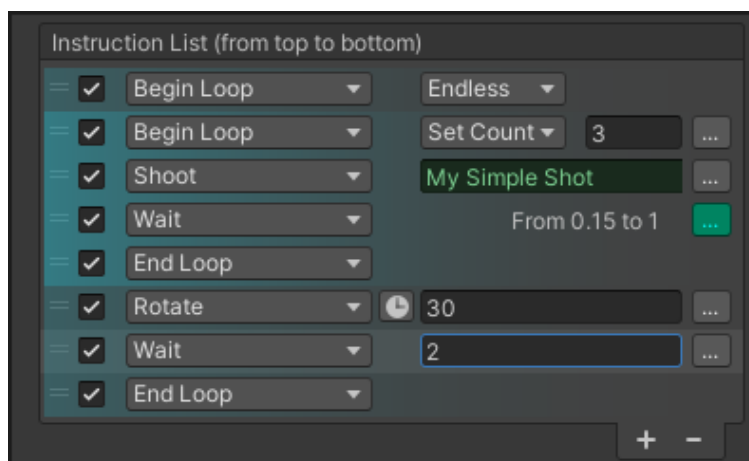 Instruction List (from top to bottom)
Begin Loop Endless
Begin Loop Set Count 3 ...
Shoot My Simple Shot ...
Wait From 0.15 to 1 ...
End Loop
Rotate 30 ...
Wait 2 ...
End Loop
+ -